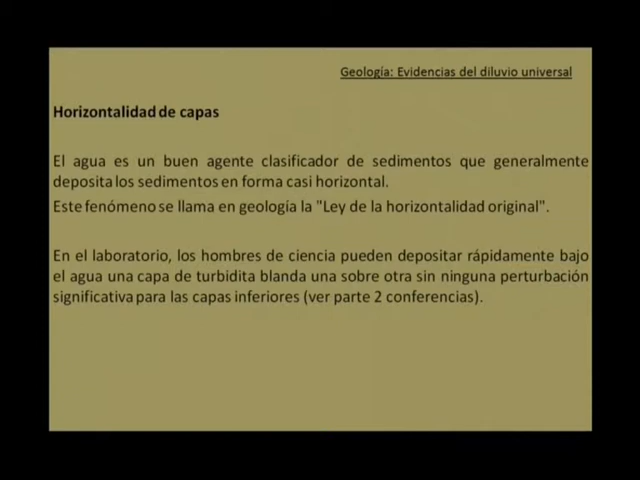 Geología: Evidencias del diluvio universal
Horizontalidad de capas
El agua es un buen agente clasificador de sedimentos que generalmente
deposita los sedimentos en forma casi horizontal.
Este fenómeno se llama en geología la "Ley de la horizontalidad original".
En el laboratorio, los hombres de ciencia pueden depositar rápidamente bajo
el agua una capa de turbidita blanda una sobre otra sin ninguna perturbación
significativa para las capas inferiores (ver parte 2 conferencias).